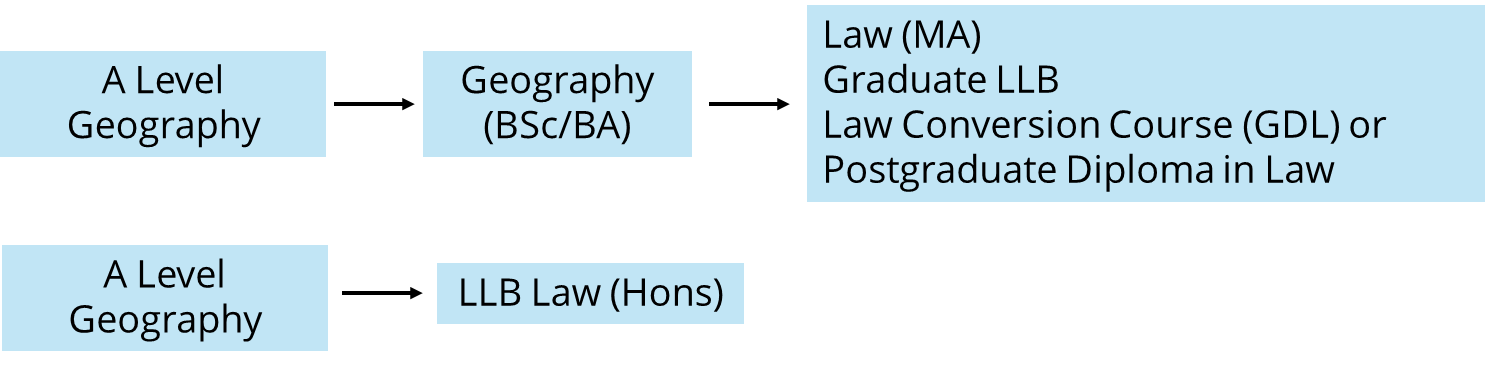 A Level
Geography
Geography
(BSc/BA)
Law (MA)
Graduate LLB
Law Conversion Course (GDL) or
Postgraduate Diploma in Law
A Level
Geography
LLB Law (Hons)